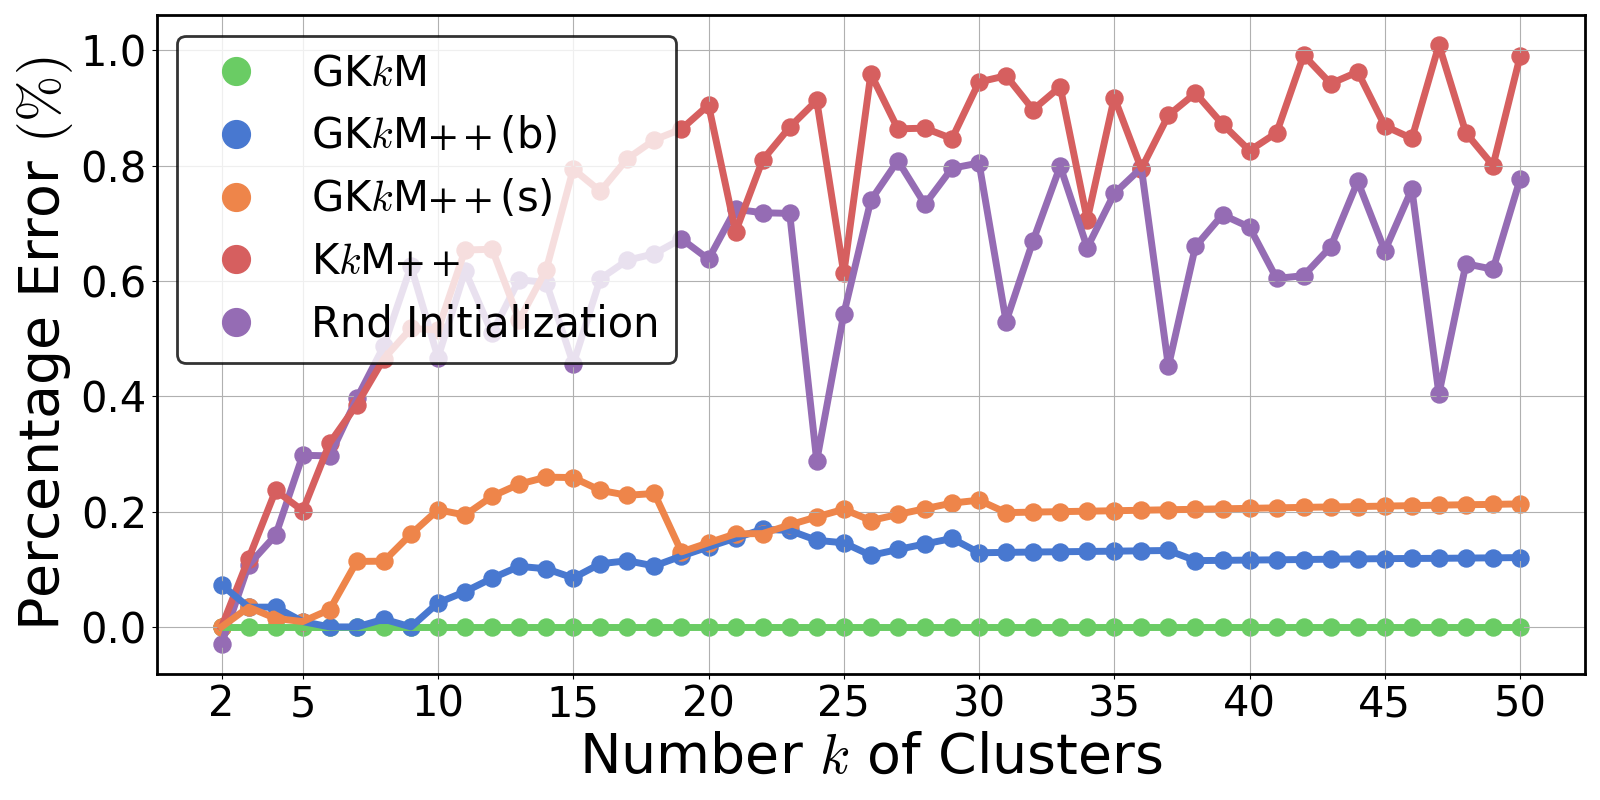 Percentage Error (%)
1.0
0.8
0.6
0.4
0.2
0.0
GKkM
GKkM++(b)
GKkM++(s)
KkM++
Rnd Initialization
2 5 10 15 20 25 30 35 40 45 50
Number k of Clusters